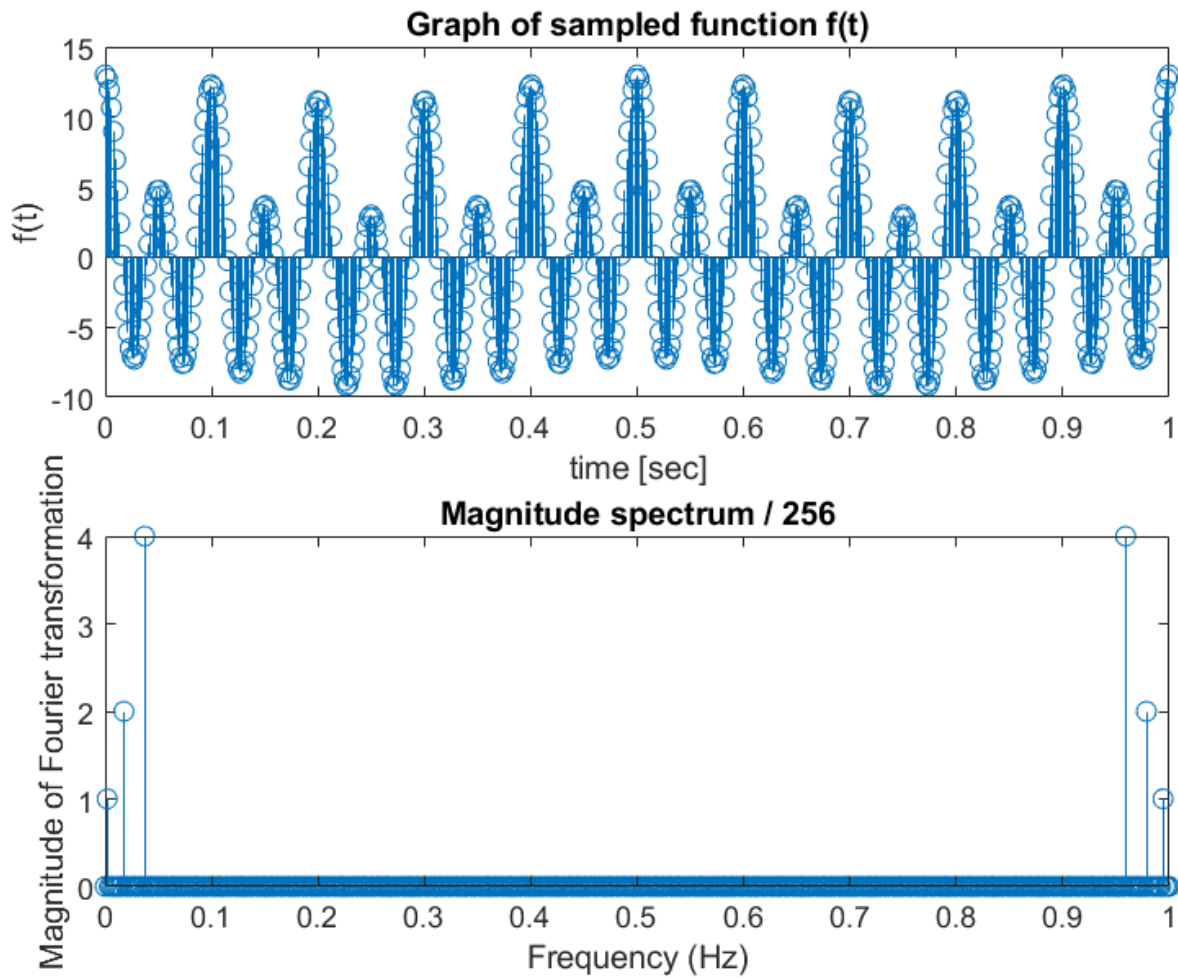 Graph of sampled function f(t)
15
10
5
0
-5
-10
f(t)
0 0.1 0.2 0.3 0.4 0.5 0.6 0.7 0.8 0.9 1
time [sec]
Magnitude spectrum / 256
4
3
2
1
0
Magnitude of Fourier transformation
0 0.1 0.2 0.3 0.4 0.5 0.6 0.7 0.8 0.9 1
Frequency (Hz)